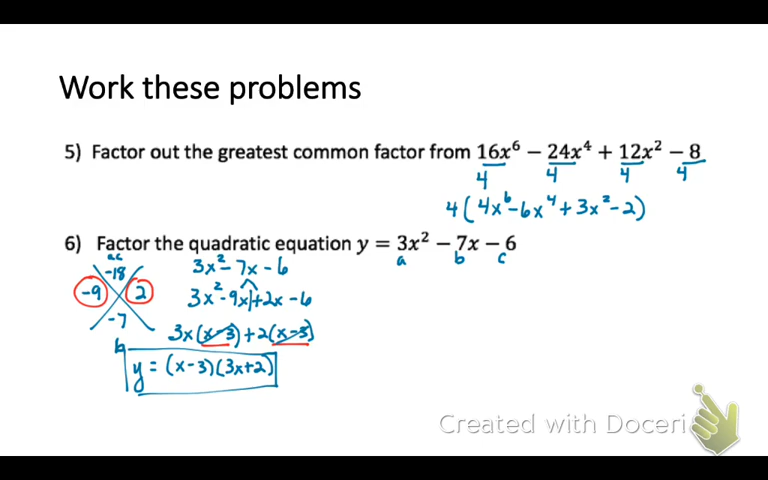 Work these problems
5) Factor out the greatest common factor from 16x⁶ − 24x⁴ + 12x² − 8
4 4 4 4
4(4x⁶-6x⁴+3x²-2)
6) Factor the quadratic equation y = 3x² − 7x − 6
a b c
ac
-18
-9 2
-7
b
3x²-7x-6
3x²-9x+2x-6
3x(x-3)+2(x-3)
y = (x-3)(3x+2)
Created with Doceri